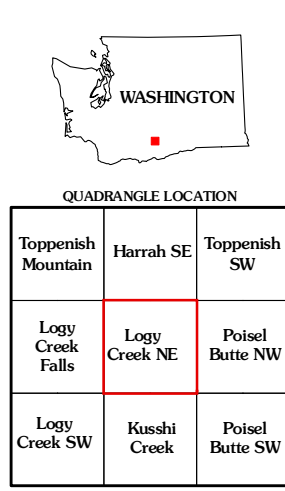 WASHINGTON
QUADRANGLE LOCATION
Toppenish
Mountain
Harrah SE
Toppenish
SW
Logy
Creek
Falls
Logy
Creek NE
Poisel
Butte NW
Logy
Creek SW
Kusshi
Creek
Poisel
Butte SW